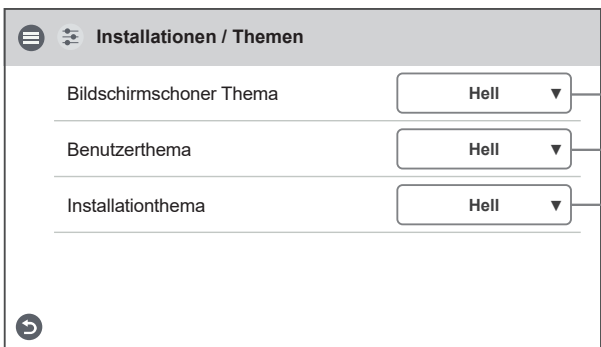 Installationen / Themen
Bildschirmschoner Thema Hell ▼
Benutzerthema Hell ▼
Installationthema Hell ▼